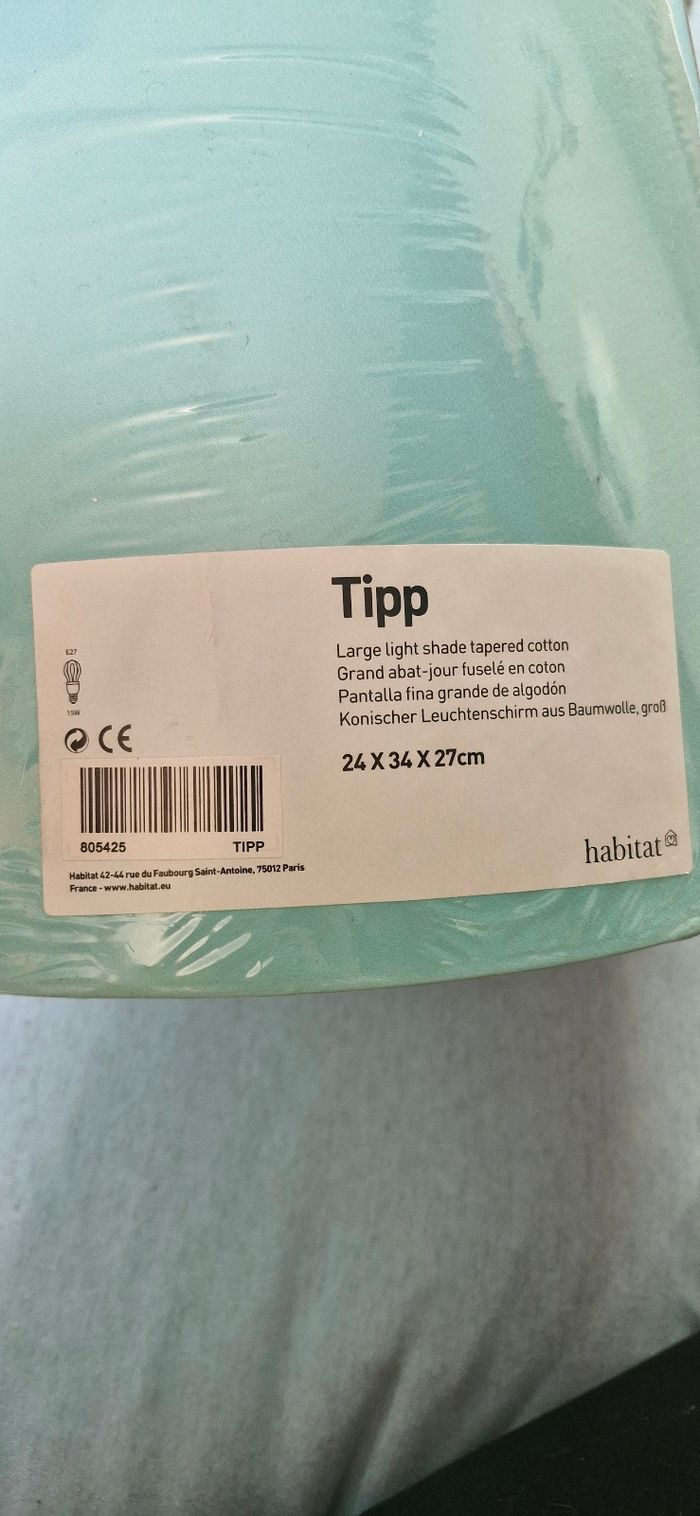 Tipp
Large light shade tapered cotton
Grand abat-jour fuselé en coton
Pantalla fina grande de algodón
Konischer Leuchtenschirm aus Baumwolle, groß
24 X 34 X 27cm
E27
15W
CE
805425 TIPP
Habitat 42-44 rue du Faubourg Saint-Antoine, 75012 Paris
France - www.habitat.eu
habitat